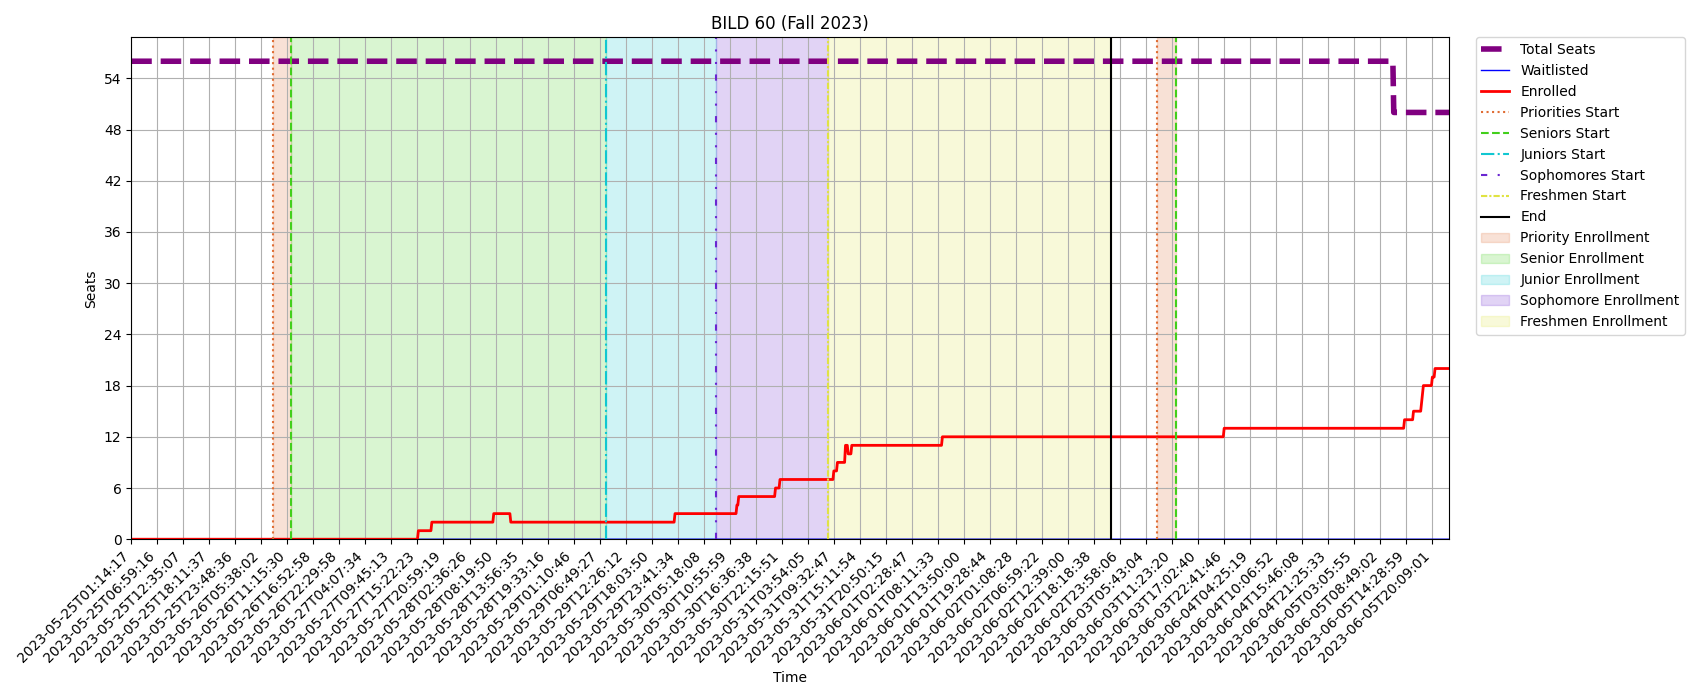 BILD 60 (Fall 2023)
Seats
54
48
42
36
30
24
18
12
6
0
2023-05-25T01:14:17
2023-05-25T06:59:16
2023-05-25T12:35:07
2023-05-25T18:11:37
2023-05-25T23:48:36
2023-05-26T05:38:02
2023-05-26T11:15:30
2023-05-26T16:52:58
2023-05-26T22:29:58
2023-05-27T04:07:34
2023-05-27T09:45:13
2023-05-27T15:22:23
2023-05-27T20:59:19
2023-05-28T02:36:26
2023-05-28T08:19:50
2023-05-28T13:56:35
2023-05-28T19:33:16
2023-05-29T01:10:46
2023-05-29T06:49:27
2023-05-29T12:26:12
2023-05-29T18:03:50
2023-05-29T23:41:34
2023-05-30T05:18:08
2023-05-30T10:55:59
2023-05-30T16:36:38
2023-05-30T22:15:51
2023-05-31T03:54:05
2023-05-31T09:32:47
2023-05-31T15:11:54
2023-05-31T20:50:15
2023-06-01T02:28:47
2023-06-01T08:11:33
2023-06-01T13:50:00
2023-06-01T19:28:44
2023-06-02T01:08:28
2023-06-02T06:59:22
2023-06-02T12:39:00
2023-06-02T18:18:38
2023-06-02T23:58:06
2023-06-03T05:43:04
2023-06-03T11:23:20
2023-06-03T17:02:40
2023-06-03T22:41:46
2023-06-04T04:25:19
2023-06-04T10:06:52
2023-06-04T15:46:08
2023-06-04T21:25:33
2023-06-05T03:05:55
2023-06-05T08:49:02
2023-06-05T14:28:59
2023-06-05T20:09:01
Time
Total Seats
Waitlisted
Enrolled
Priorities Start
Seniors Start
Juniors Start
Sophomores Start
Freshmen Start
End
Priority Enrollment
Senior Enrollment
Junior Enrollment
Sophomore Enrollment
Freshmen Enrollment